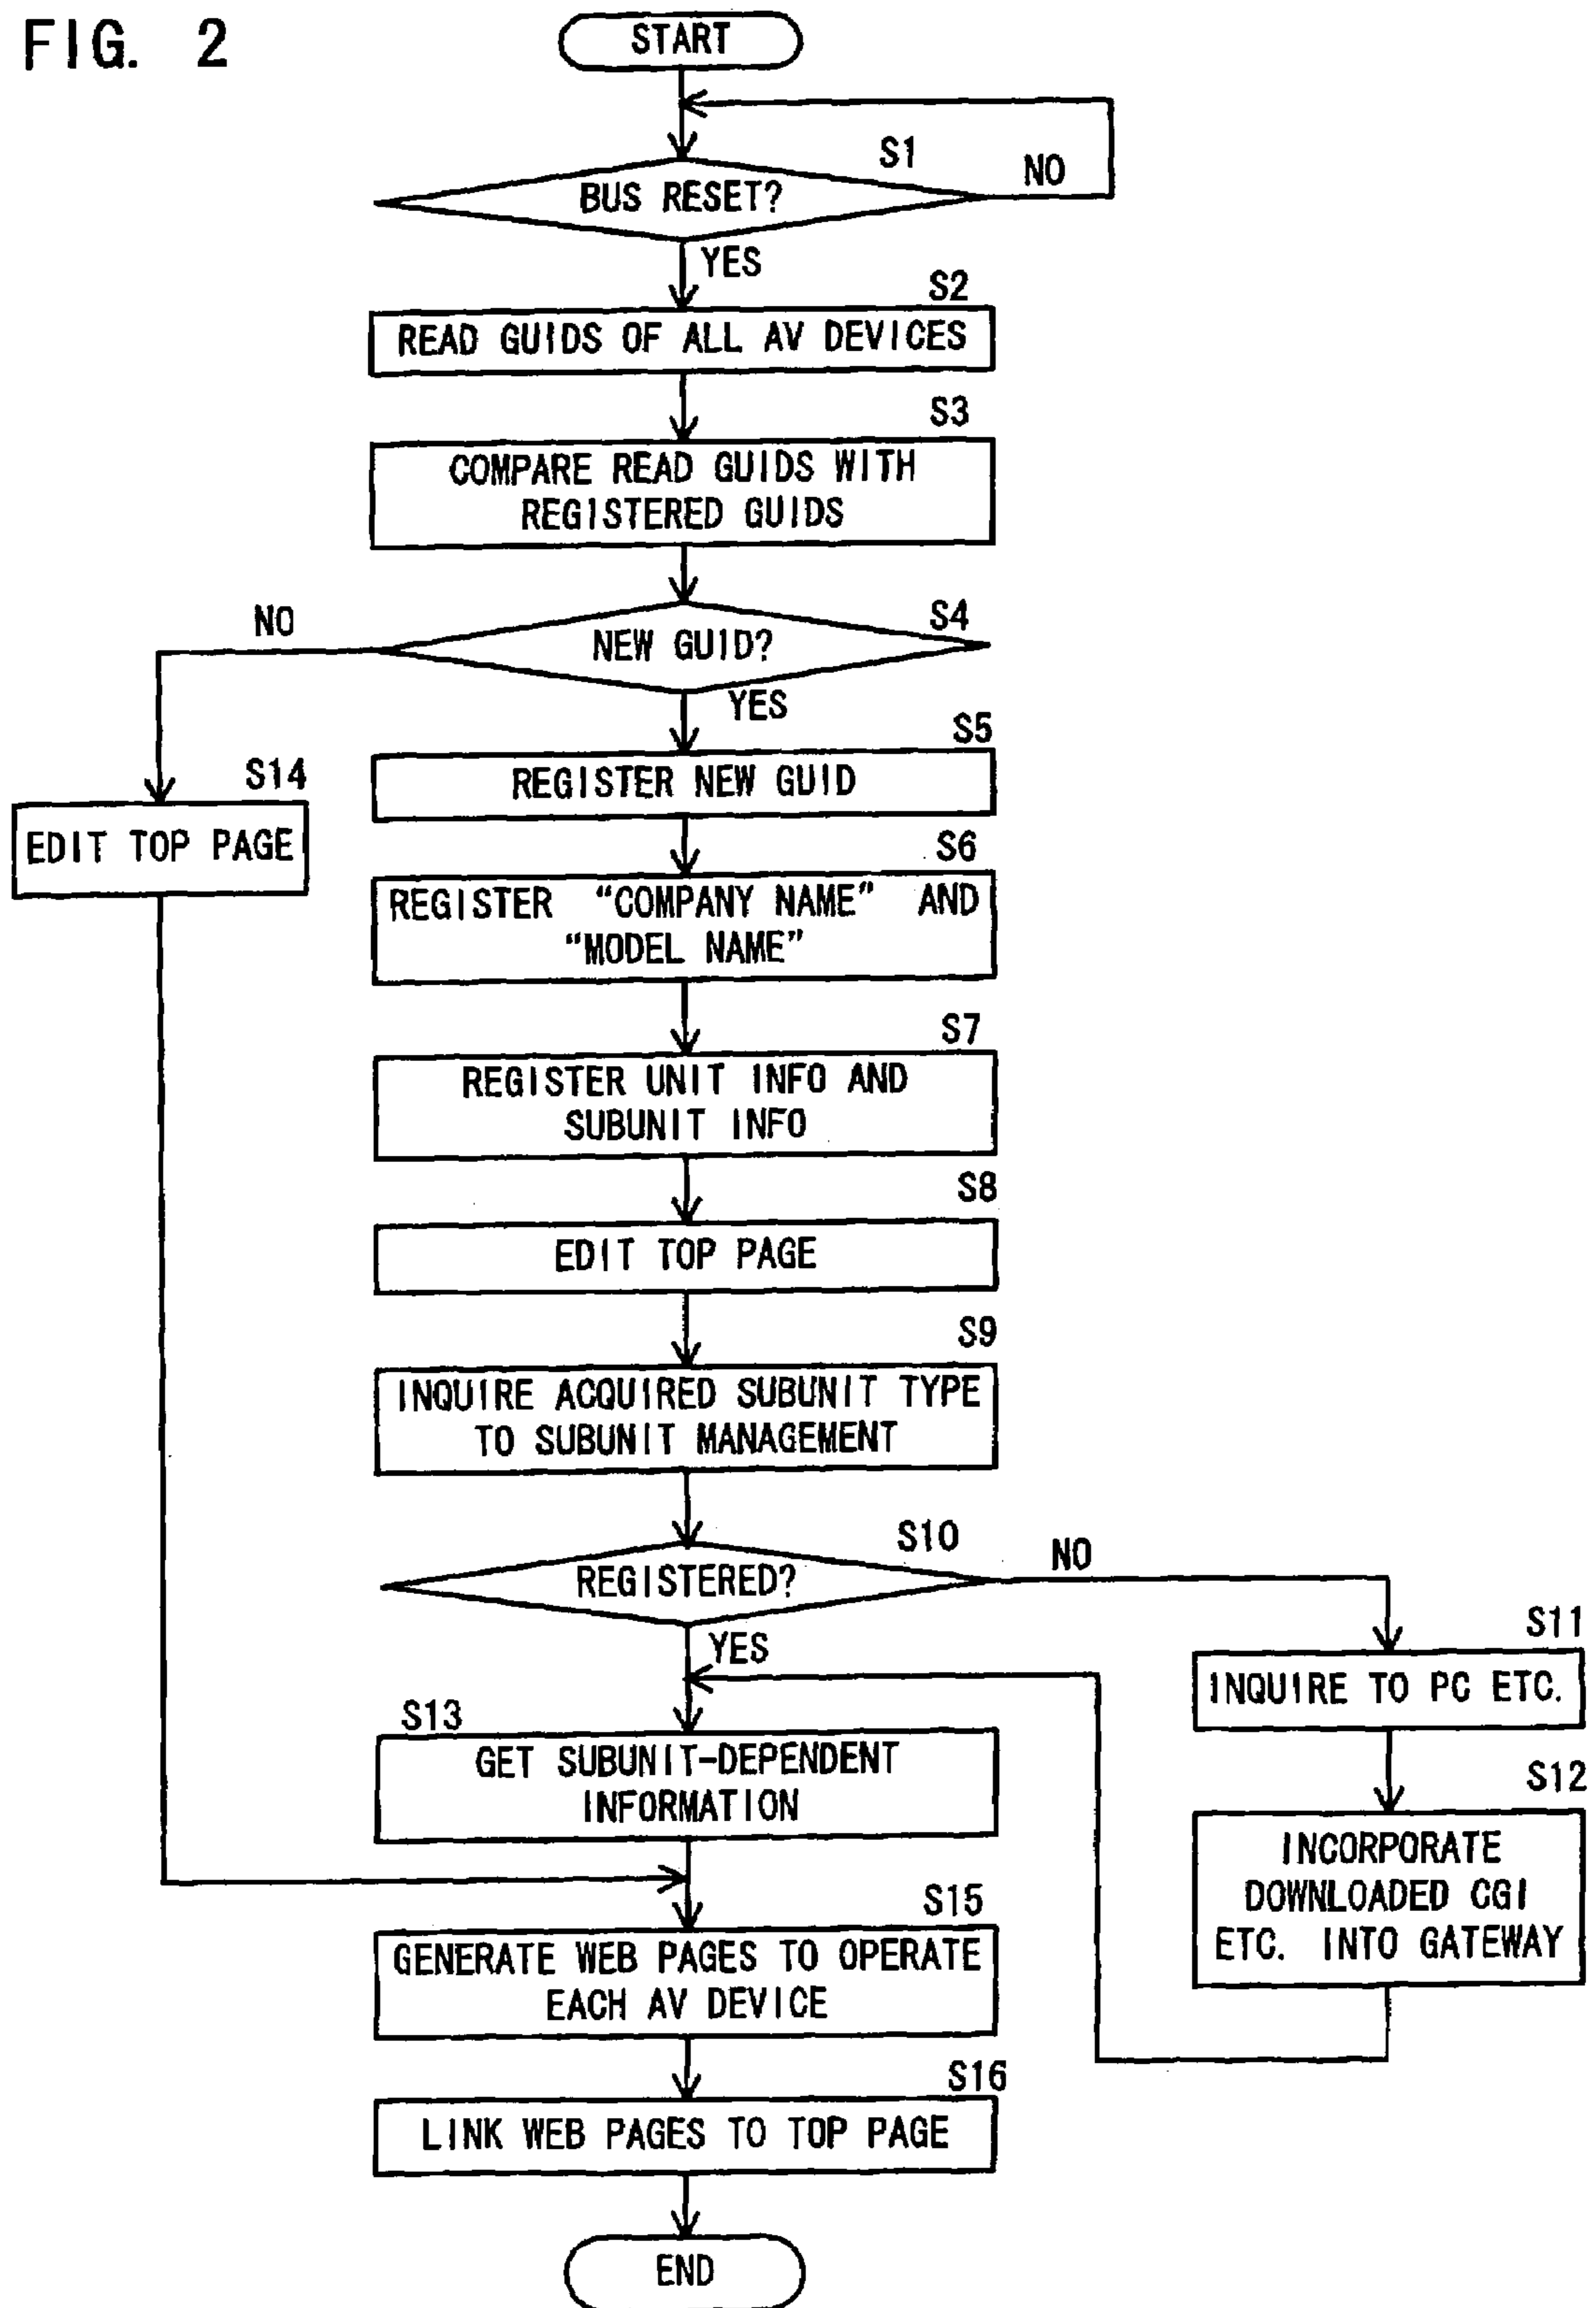 FIG. 2
START
S1
NO
BUS RESET?
YES
S2
READ GUIDS OF ALL AV DEVICES
S3
COMPARE READ GUIDS WITH
REGISTERED GUIDS
NO
S4
NEW GUID?
YES
S5
REGISTER NEW GUID
S14
EDIT TOP PAGE
S6
REGISTER “COMPANY NAME” AND
“MODEL NAME”
S7
REGISTER UNIT INFO AND
SUBUNIT INFO
S8
EDIT TOP PAGE
S9
INQUIRE ACQUIRED SUBUNIT TYPE
TO SUBUNIT MANAGEMENT
S10
NO
REGISTERED?
YES
S11
INQUIRE TO PC ETC.
S13
GET SUBUNIT-DEPENDENT
INFORMATION
S12
INCORPORATE
DOWNLOADED CGI
ETC. INTO GATEWAY
S15
GENERATE WEB PAGES TO OPERATE
EACH AV DEVICE
S16
LINK WEB PAGES TO TOP PAGE
END